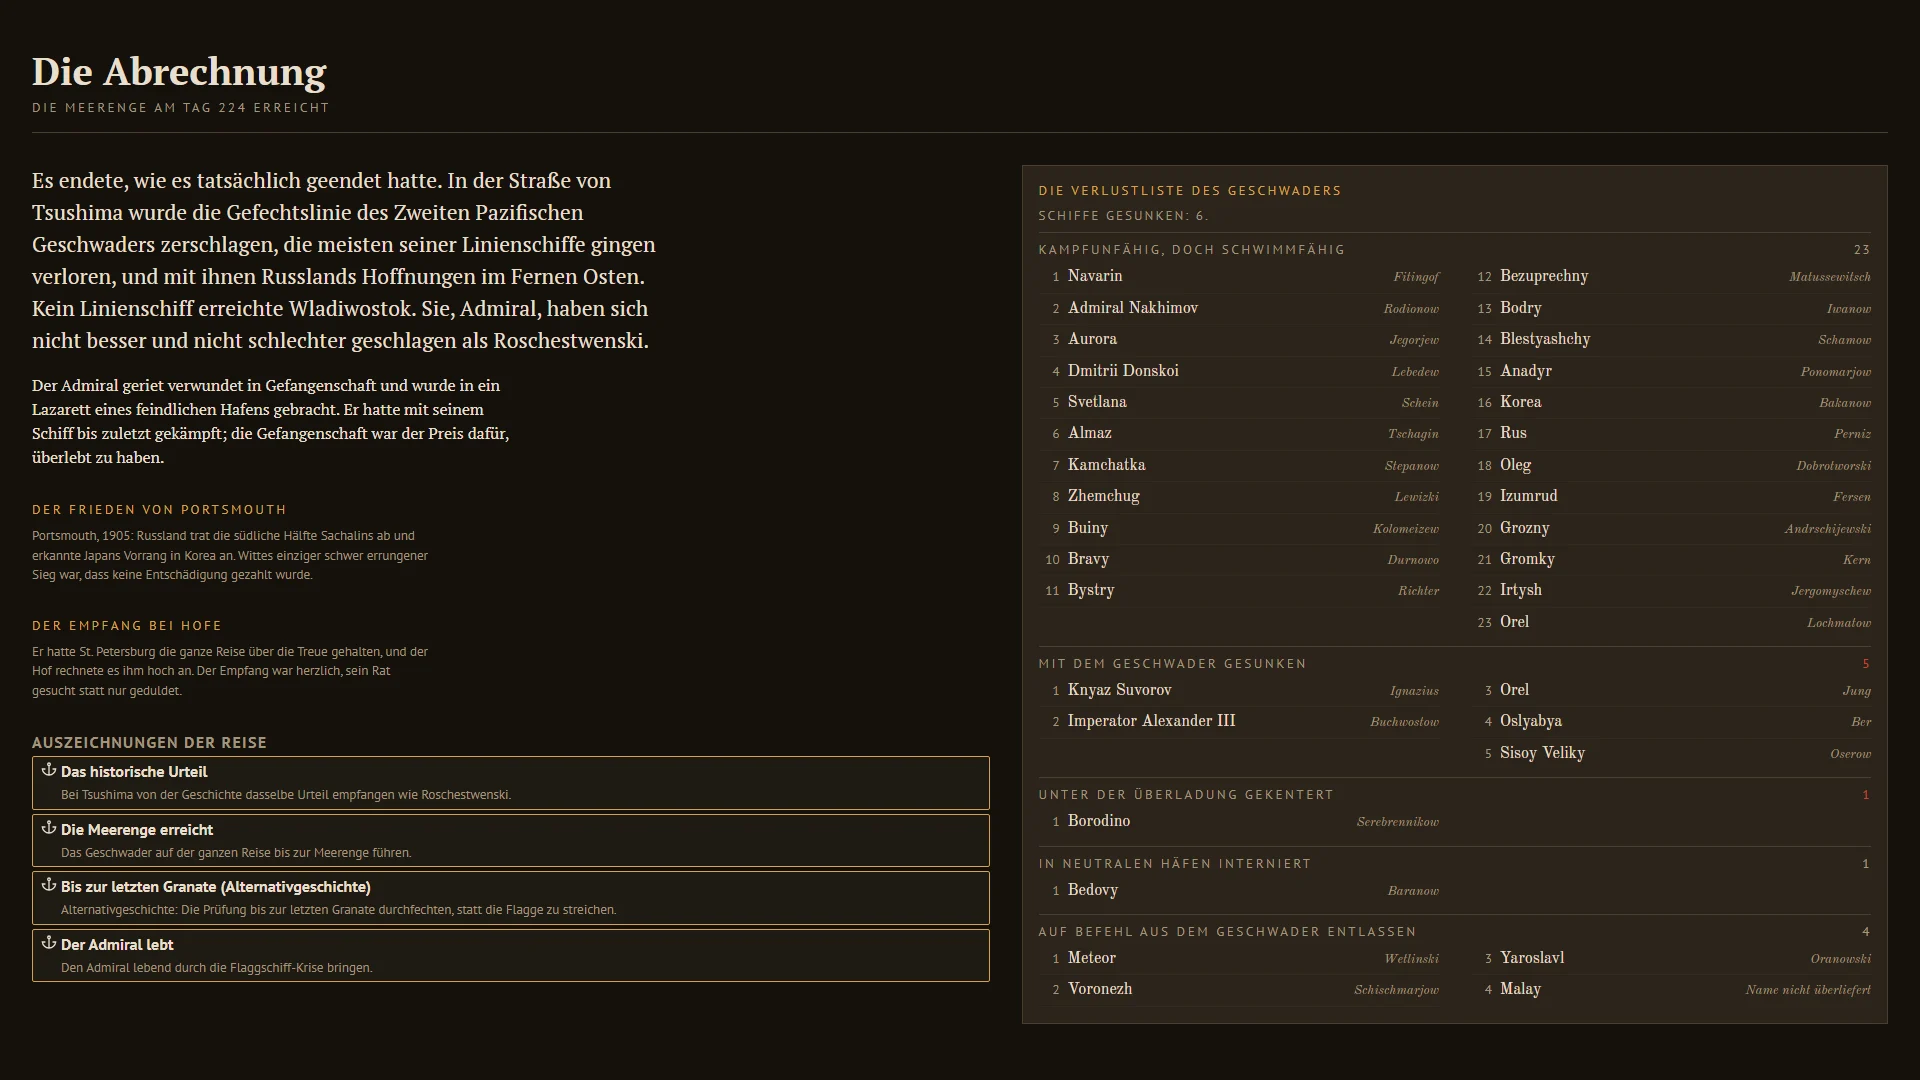 Die Abrechnung
DIE MEERENGE AM TAG 224 ERREICHT
Es endete, wie es tatsächlich geendet hatte. In der Straße von
Tsushima wurde die Gefechtslinie des Zweiten Pazifischen
Geschwaders zerschlagen, die meisten seiner Linienschiffe gingen
verloren, und mit ihnen Russlands Hoffnungen im Fernen Osten.
Kein Linienschiff erreichte Wladiwostok. Sie, Admiral, haben sich
nicht besser und nicht schlechter geschlagen als Roschestwenski.
Der Admiral geriet verwundet in Gefangenschaft und wurde in ein
Lazarett eines feindlichen Hafens gebracht. Er hatte mit seinem
Schiff bis zuletzt gekämpft; die Gefangenschaft war der Preis dafür,
überlebt zu haben.
DER FRIEDEN VON PORTSMOUTH
Portsmouth, 1905: Russland trat die südliche Hälfte Sachalins ab und
erkannte Japans Vorrang in Korea an. Wittes einziger schwer errungener
Sieg war, dass keine Entschädigung gezahlt wurde.
DER EMPFANG BEI HOFE
Er hatte St. Petersburg die ganze Reise über die Treue gehalten, und der
Hof rechnete es ihm hoch an. Der Empfang war herzlich, sein Rat
gesucht statt nur geduldet.
AUSZEICHNUNGEN DER REISE
Das historische Urteil
Bei Tsushima von der Geschichte dasselbe Urteil empfangen wie Roschestwenski.
Die Meerenge erreicht
Das Geschwader auf der ganzen Reise bis zur Meerenge führen.
Bis zur letzten Granate (Alternativgeschichte)
Alternativgeschichte: Die Prüfung bis zur letzten Granate durchfechten, statt die Flagge zu streichen.
Der Admiral lebt
Den Admiral lebend durch die Flaggschiff-Krise bringen.
DIE VERLUSTLISTE DES GESCHWADERS
SCHIFFE GESUNKEN: 6.
KAMPFUNFÄHIG, DOCH SCHWIMMFÄHIG 23
1 Navarin Fitingof
2 Admiral Nakhimov Rodionow
3 Aurora Jegorjew
4 Dmitrii Donskoi Lebedew
5 Svetlana Schein
6 Almaz Tschagin
7 Kamchatka Stepanow
8 Zhemchug Lewizki
9 Buiny Kolomeizew
10 Bravy Durnowo
11 Bystry Richter
12 Bezuprechny Matussewitsch
13 Bodry Iwanow
14 Blestyashchy Schamow
15 Anadyr Ponomarjow
16 Korea Bakanow
17 Rus Perniz
18 Oleg Dobrotworski
19 Izumrud Fersen
20 Grozny Andrschijewski
21 Gromky Kern
22 Irtysh Jergomyschew
23 Orel Lochmatow
MIT DEM GESCHWADER GESUNKEN 5
1 Knyaz Suvorov Ignazius
2 Imperator Alexander III Buchwostow
3 Orel Jung
4 Oslyabya Ber
5 Sisoy Veliky Oserow
UNTER DER ÜBERLADUNG GEKENTERT 1
1 Borodino Serebrennikow
IN NEUTRALEN HÄFEN INTERNIERT 1
1 Bedovy Baranow
AUF BEFEHL AUS DEM GESCHWADER ENTLASSEN 4
1 Meteor Wetlinski
2 Voronezh Schischmarjow
3 Yaroslavl Oranowski
4 Malay Name nicht überliefert